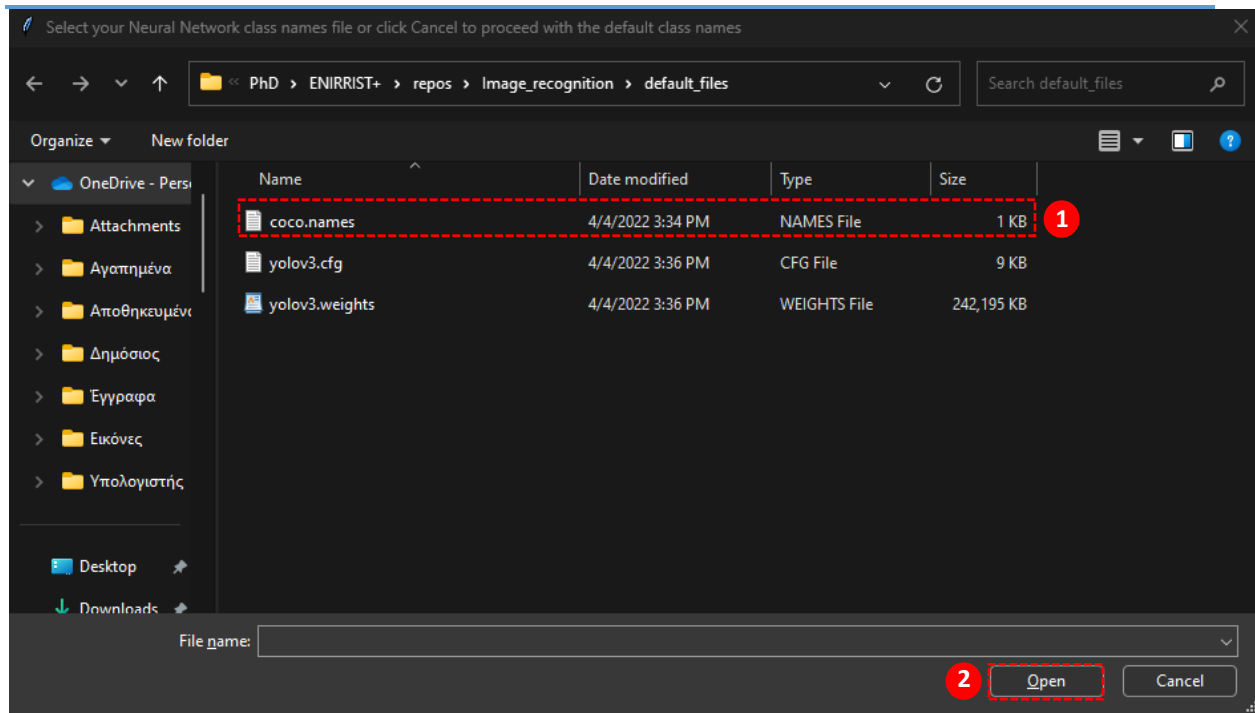 Select your Neural Network class names file or click Cancel to proceed with the default class names
« PhD > ENIRRIST+ > repos > Image_recognition > default_files
Search default_files
Organize
New folder
OneDrive - Perso
Attachments
Αγαπημένα
Αποθηκευμένο
Δημόσιος
Έγγραφα
Εικόνες
Υπολογιστής
Desktop
Downloads
Name Date modified Type Size
coco.names 4/4/2022 3:34 PM NAMES File 1 KB 1
yolov3.cfg 4/4/2022 3:36 PM CFG File 9 KB
yolov3.weights 4/4/2022 3:36 PM WEIGHTS File 242,195 KB
File name:
2 Open Cancel